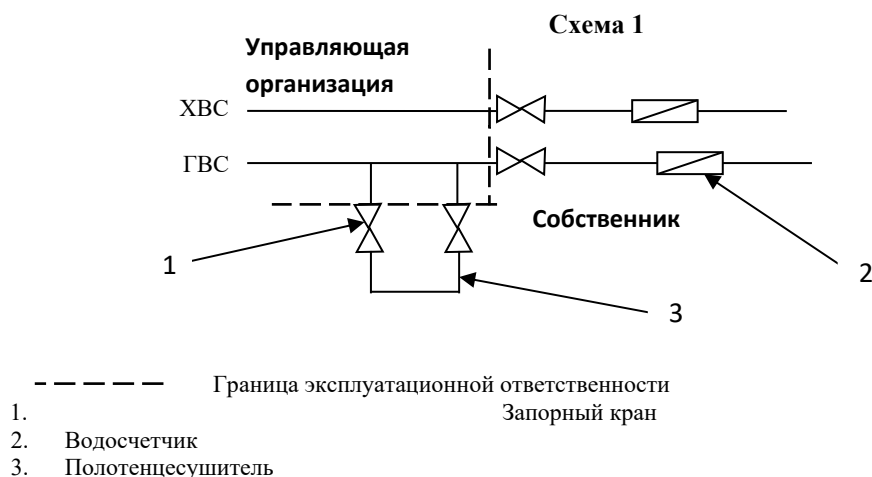 Схема 1
Управляющая
организация
ХВС
ГВС
Собственник
1
2
3
Граница эксплуатационной ответственности
1. Запорный кран
2. Водосчетчик
3. Полотенцесушитель